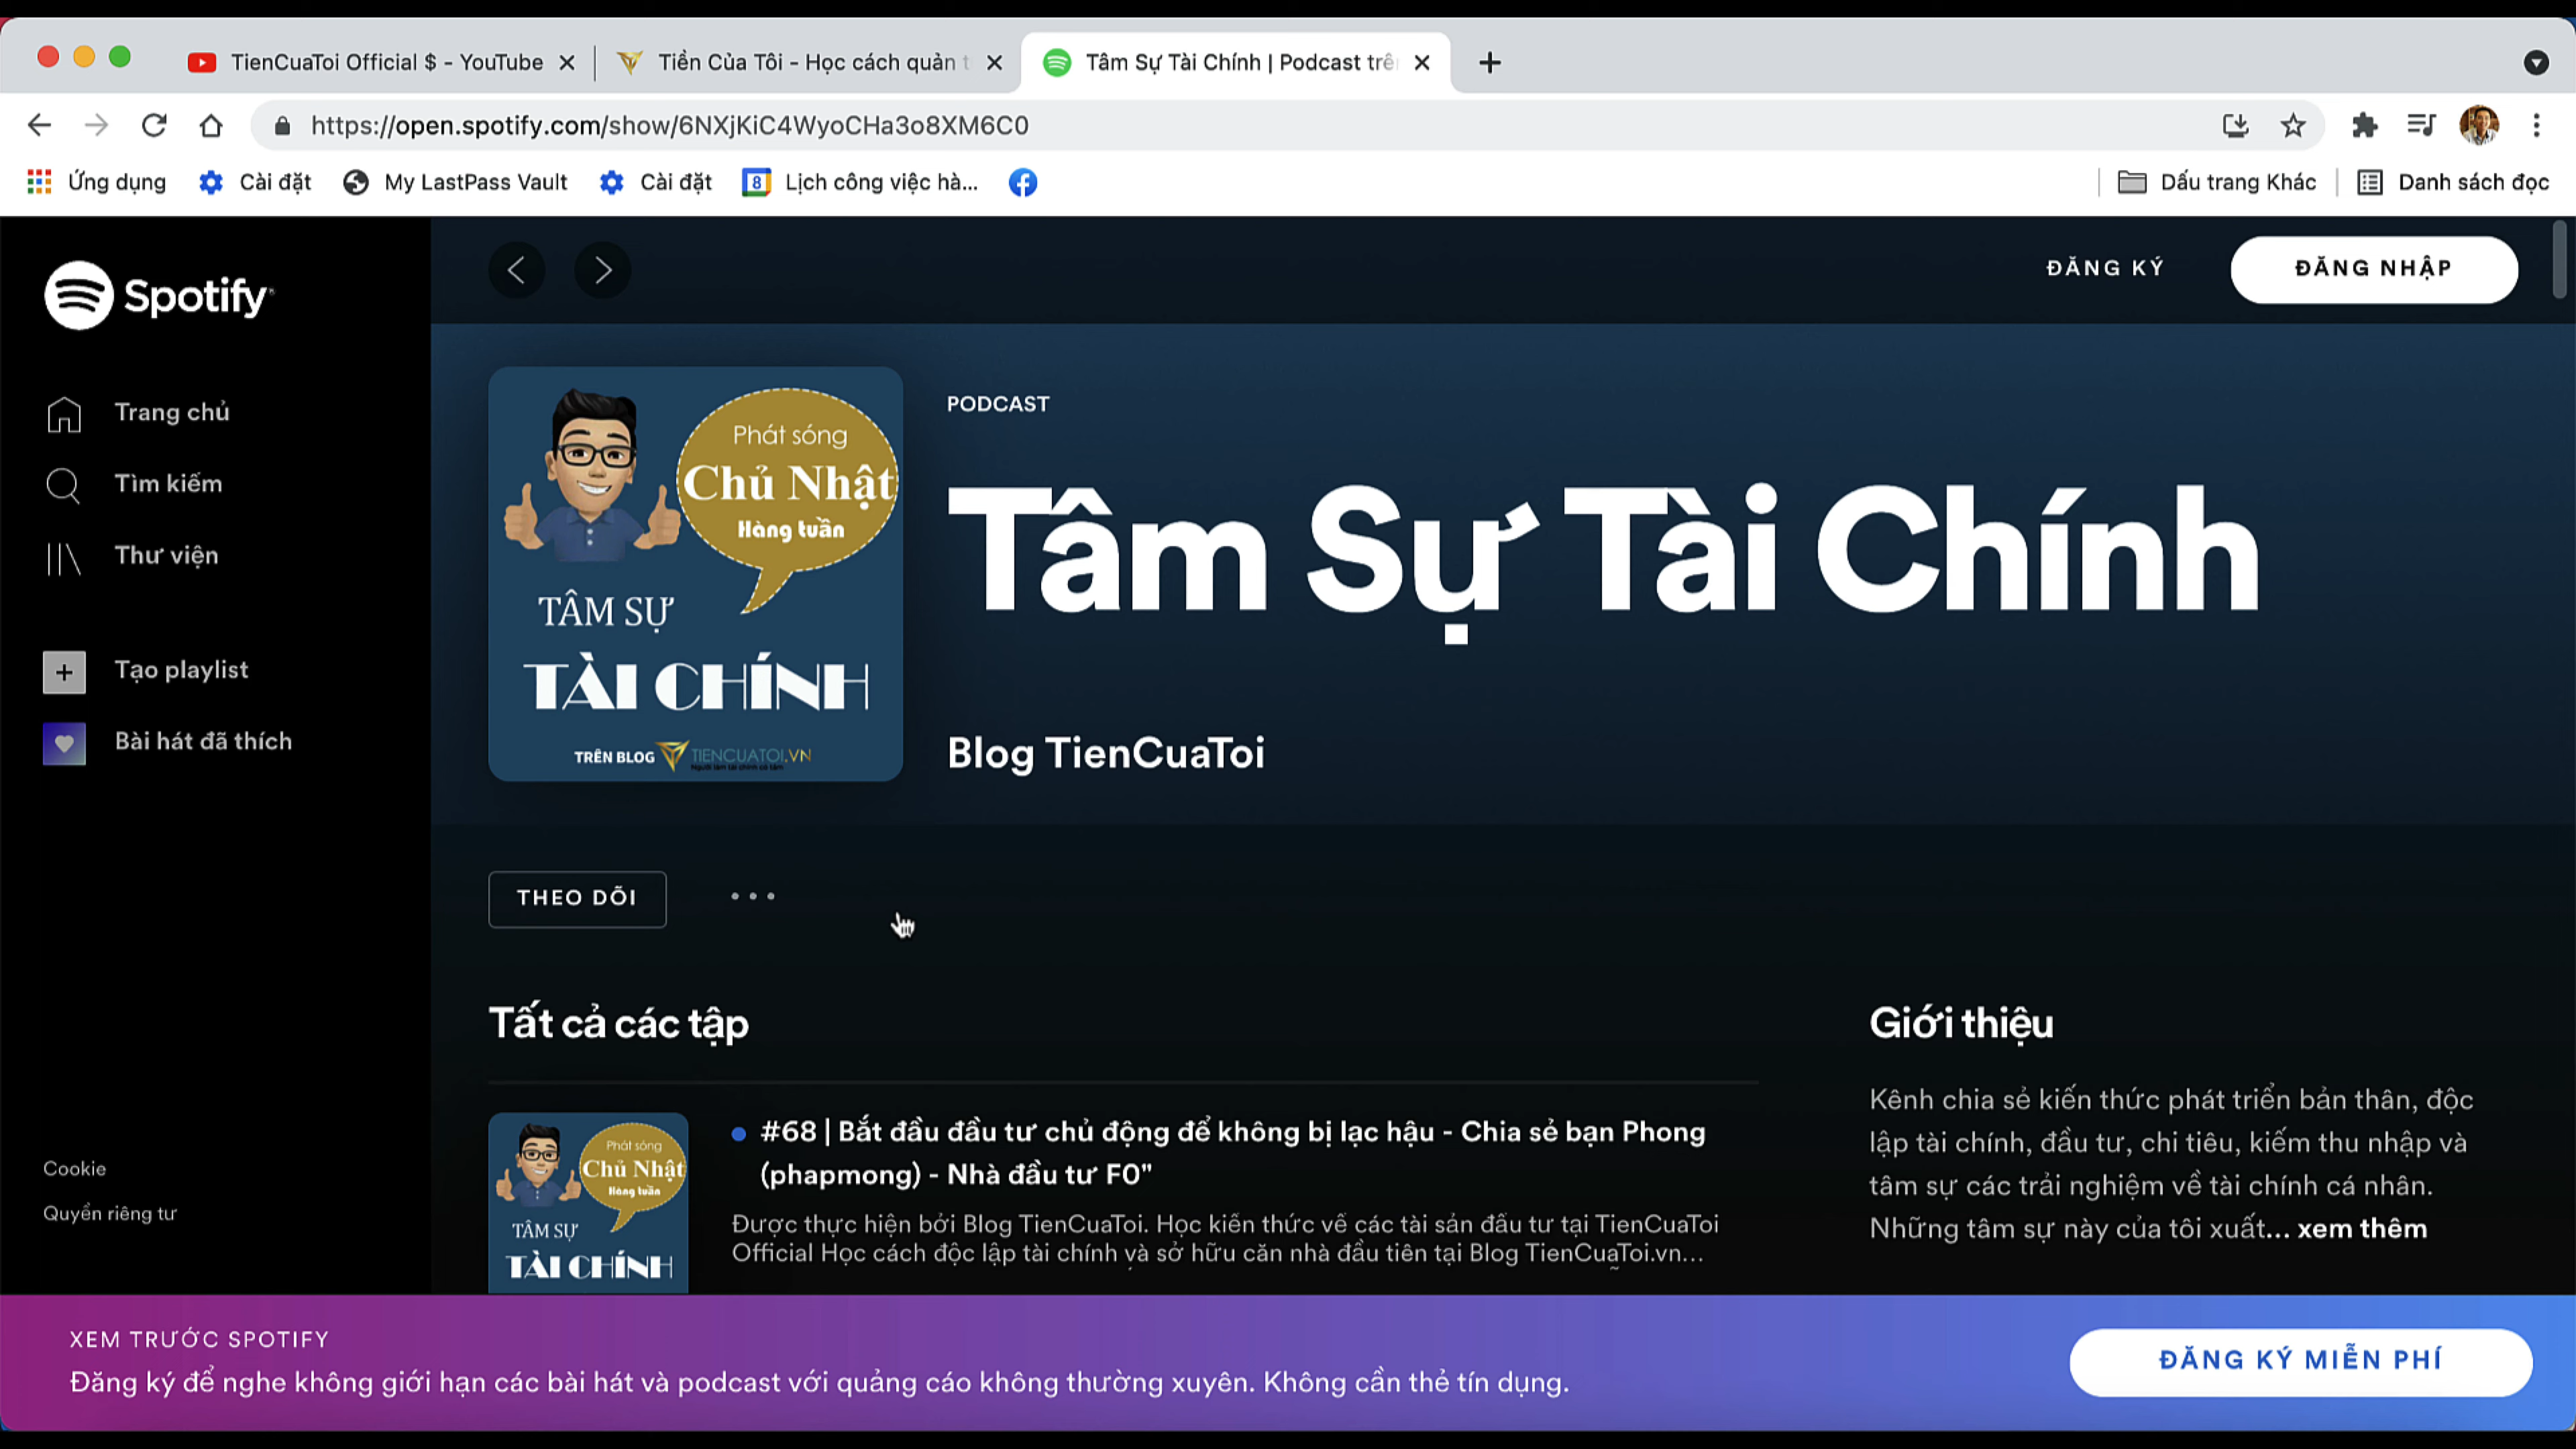 TienCuaToi Official $ - YouTube
Tiền Của Tôi - Học cách quản t
Tâm Sự Tài Chính | Podcast trê
https://open.spotify.com/show/6NXjKiC4WyoCHa3o8XM6C0
Ứng dụng
Cài đặt
My LastPass Vault
Cài đặt
8
Lịch công việc hà...
Dấu trang Khác
Danh sách đọc
Spotify
Trang chủ
Tìm kiếm
Thư viện
Tạo playlist
Bài hát đã thích
Cookie
Quyền riêng tư
ĐĂNG KÝ
ĐĂNG NHẬP
Phát sóng
Chủ Nhật
Hàng tuần
TÂM SỰ
TÀI CHÍNH
TRÊN BLOG TIENCUATOI.VN
Người làm tài chính có tâm
PODCAST
Tâm Sự Tài Chính
Blog TienCuaToi
THEO DÕI
Tất cả các tập
Phát sóng
Chủ Nhật
Hàng tuần
TÂM SỰ
TÀI CHÍNH
#68 | Bắt đầu đầu tư chủ động để không bị lạc hậu - Chia sẻ bạn Phong
(phapmong) - Nhà đầu tư F0"
Được thực hiện bởi Blog TienCuaToi. Học kiến thức về các tài sản đầu tư tại TienCuaToi
Official Học cách độc lập tài chính và sở hữu căn nhà đầu tiên tại Blog TienCuaToi.vn...
Giới thiệu
Kênh chia sẻ kiến thức phát triển bản thân, độc
lập tài chính, đầu tư, chi tiêu, kiếm thu nhập và
tâm sự các trải nghiệm về tài chính cá nhân.
Những tâm sự này của tôi xuất... xem thêm
XEM TRƯỚC SPOTIFY
Đăng ký để nghe không giới hạn các bài hát và podcast với quảng cáo không thường xuyên. Không cần thẻ tín dụng.
ĐĂNG KÝ MIỄN PHÍ